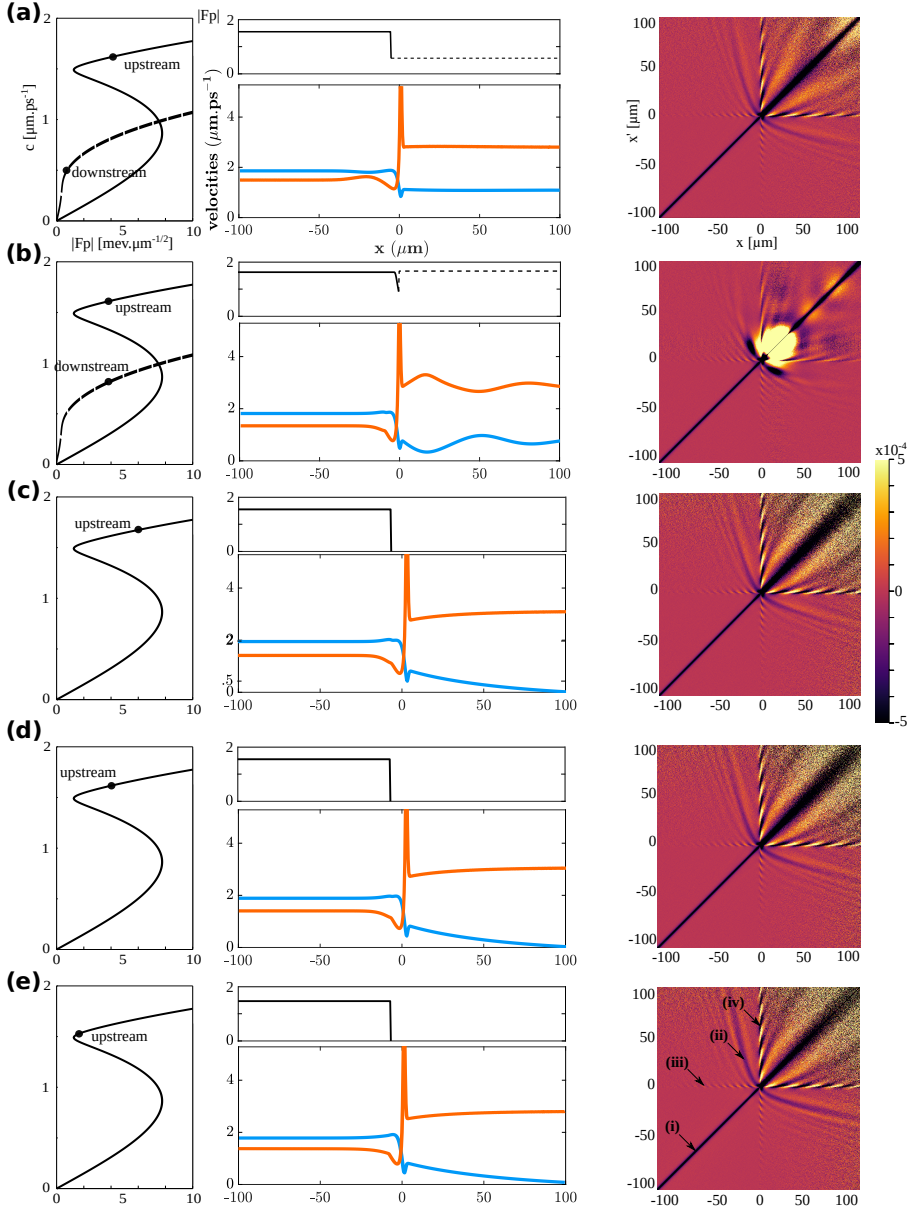 (a)
2
1
0
c [μm.ps⁻¹]
upstream
downstream
0 5 10
|Fp| [mev.μm⁻¹/²]
|Fp|
2
0
velocities (μm.ps⁻¹)
4
2
0
-100 -50 0 50 100
x (μm)
x' [μm]
100
50
0
-50
-100
-100 -50 0 50 100
x [μm]
(b)
2
1
0
upstream
downstream
0 5 10
2
0
4
2
0
-100 -50 0 50 100
100
50
0
-50
-100
-100 -50 0 50 100
x10⁻⁴
5
0
-5
(c)
2
1
0
upstream
0 5 10
2
0
4
2
.5
0
-100 -50 0 50 100
100
50
0
-50
-100
-100 -50 0 50 100
(d)
2
1
0
upstream
0 5 10
2
0
4
2
0
-100 -50 0 50 100
100
50
0
-50
-100
-100 -50 0 50 100
(e)
2
1
0
upstream
0 5 10
2
0
4
2
0
-100 -50 0 50 100
100
50
0
-50
-100
-100 -50 0 50 100
(iv)
(ii)
(iii)
(i)